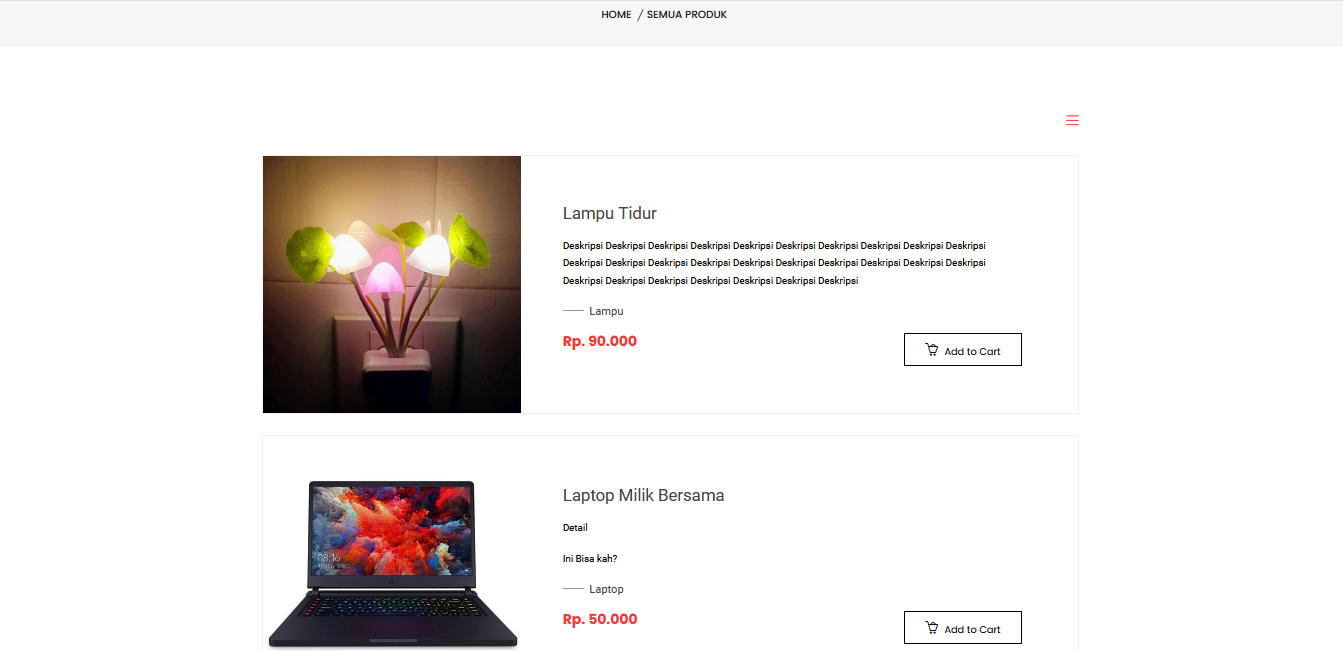 HOME / SEMUA PRODUK
Lampu Tidur
Deskripsi Deskripsi Deskripsi Deskripsi Deskripsi Deskripsi Deskripsi Deskripsi Deskripsi Deskripsi
Deskripsi Deskripsi Deskripsi Deskripsi Deskripsi Deskripsi Deskripsi Deskripsi Deskripsi Deskripsi
Deskripsi Deskripsi Deskripsi Deskripsi Deskripsi Deskripsi Deskripsi
Lampu
Rp. 90.000
Add to Cart
Laptop Milik Bersama
Detail
Ini Bisa kah?
08:16
Laptop
Rp. 50.000
Add to Cart